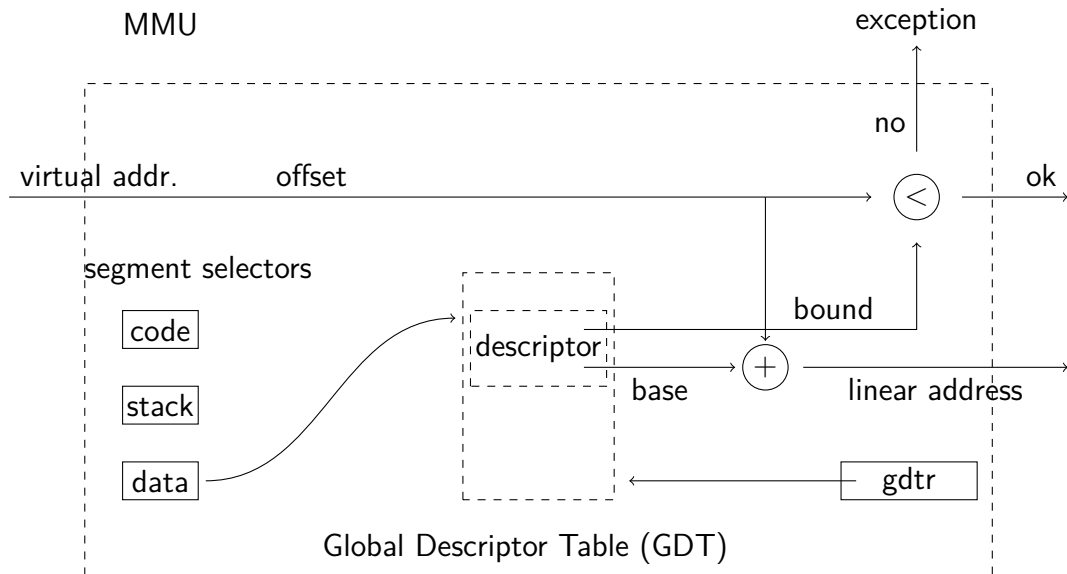 MMU
exception
no
virtual addr.
offset
<
ok
segment selectors
code
bound
descriptor
+
stack
base
linear address
data
gdtr
Global Descriptor Table (GDT)